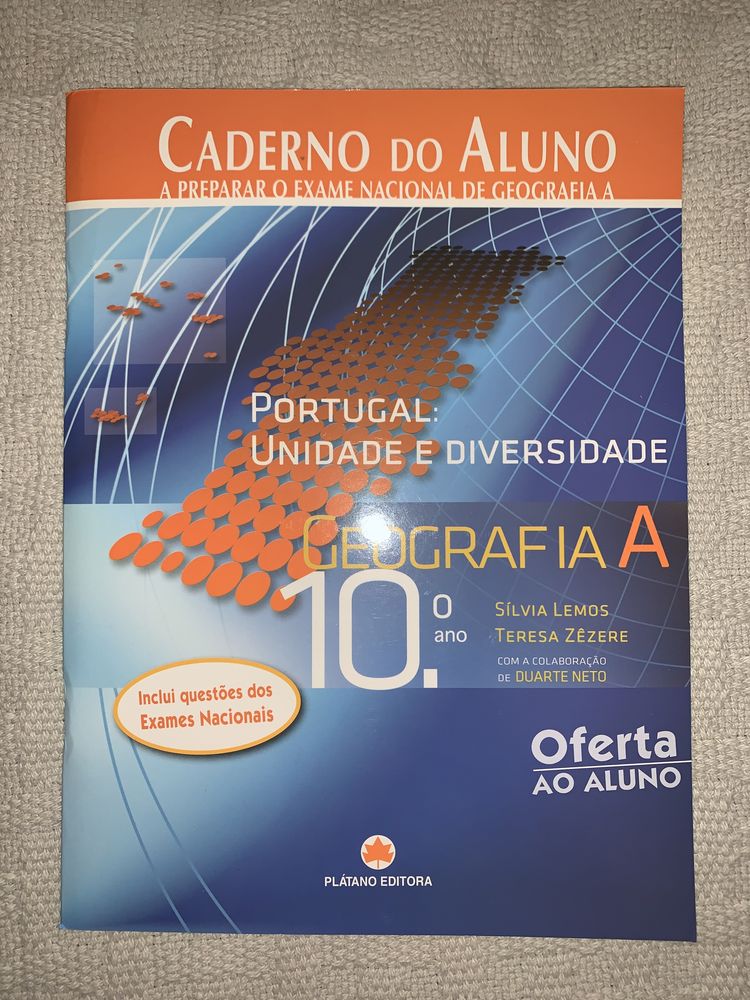 CADERNO DO ALUNO
A PREPARAR O EXAME NACIONAL DE GEOGRAFIA A
PORTUGAL:
UNIDADE E DIVERSIDADE
GEOGRAFIA A
10.º
ano
SÍLVIA LEMOS
TERESA ZÊZERE
COM A COLABORAÇÃO
DE DUARTE NETO
Inclui questões dos
Exames Nacionais
Oferta
AO ALUNO
PLÁTANO EDITORA